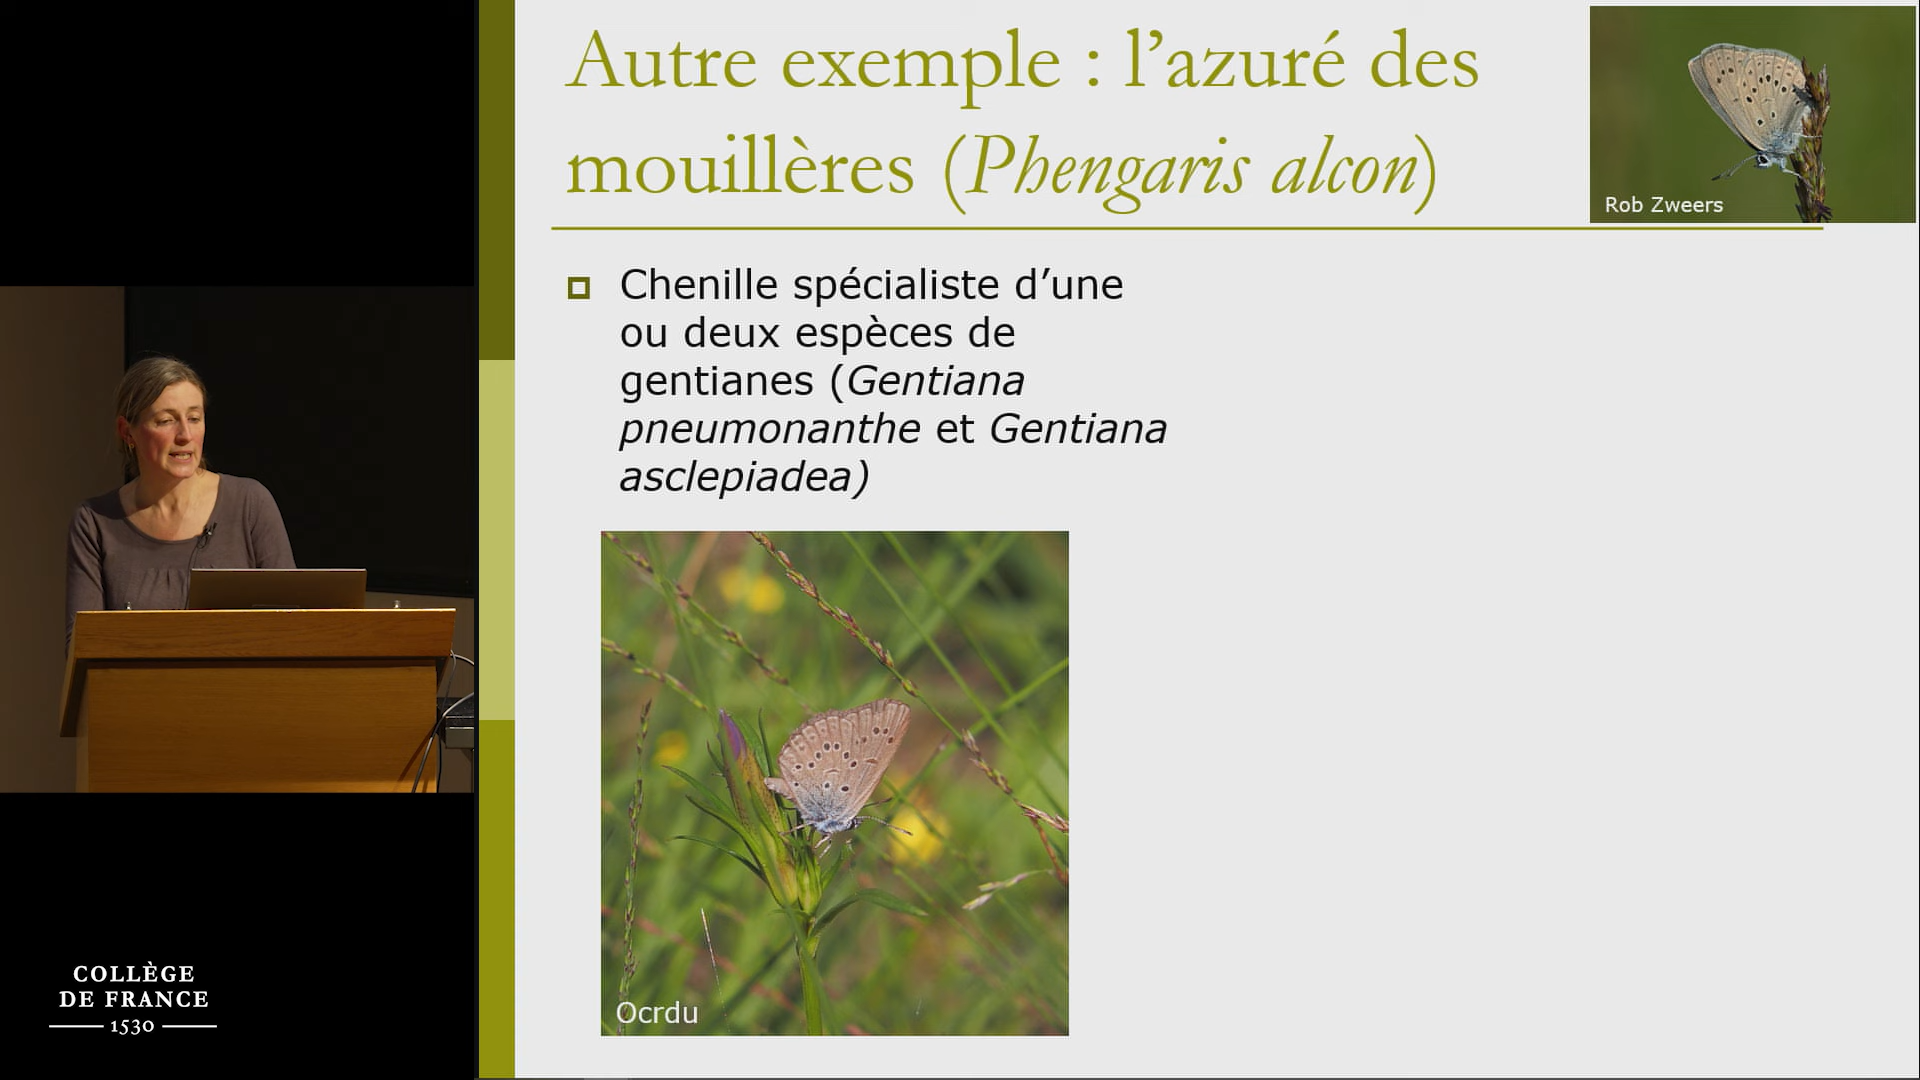 Autre exemple : l’azuré des
mouillères (Phengaris alcon)
Rob Zweers
Chenille spécialiste d’une
ou deux espèces de
gentianes (Gentiana
pneumonanthe et Gentiana
asclepiadea)
Ocrdu
COLLÈGE
DE FRANCE
1530